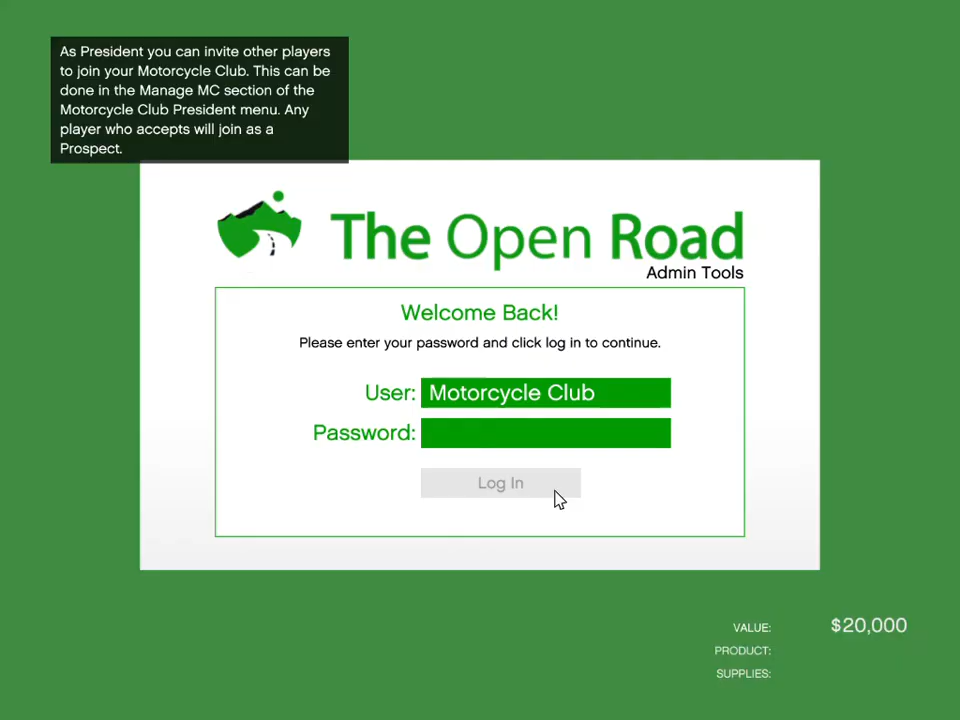 As President you can invite other players
to join your Motorcycle Club. This can be
done in the Manage MC section of the
Motorcycle Club President menu. Any
player who accepts will join as a
Prospect.
The Open Road
Admin Tools
Welcome Back!
Please enter your password and click log in to continue.
User: Motorcycle Club
Password:
Log In
VALUE: $20,000
PRODUCT:
SUPPLIES: